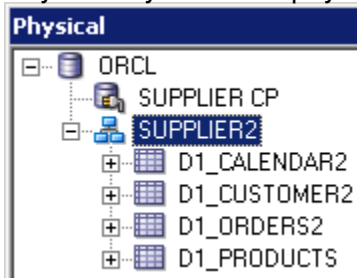 Physical
ORCL
SUPPLIER CP
SUPPLIER2
D1_CALENDAR2
D1_CUSTOMER2
D1_ORDERS2
D1_PRODUCTS